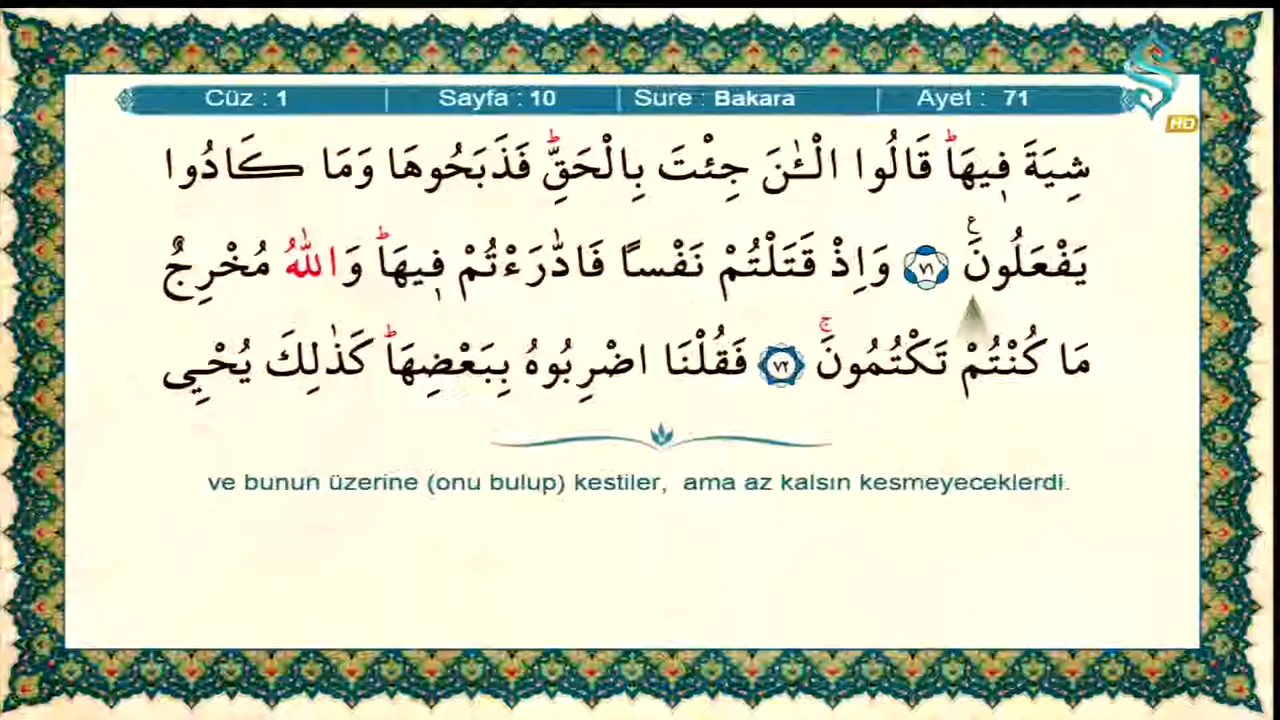 Cüz : 1 | Sayfa : 10 | Sure : Bakara | Ayet : 71
HD
شِيَةَ ف۪يهَاۜ قَالُوا الْـٰٔنَ جِئْتَ بِالْحَقِّۜ فَذَبَحُوهَا وَمَا كَادُوا
يَفْعَلُونَ۟ ﴿٧١﴾ وَاِذْ قَتَلْتُمْ نَفْسًا فَادّٰرَءْتُمْ ف۪يهَاۜ وَاللّٰهُ مُخْرِجٌ
مَا كُنْتُمْ تَكْتُمُونَۚ ﴿٧٢﴾ فَقُلْنَا اضْرِبُوهُ بِبَعْضِهَاۜ كَذٰلِكَ يُحْيِي
ve bunun üzerine (onu bulup) kestiler, ama az kalsın kesmeyeceklerdi.